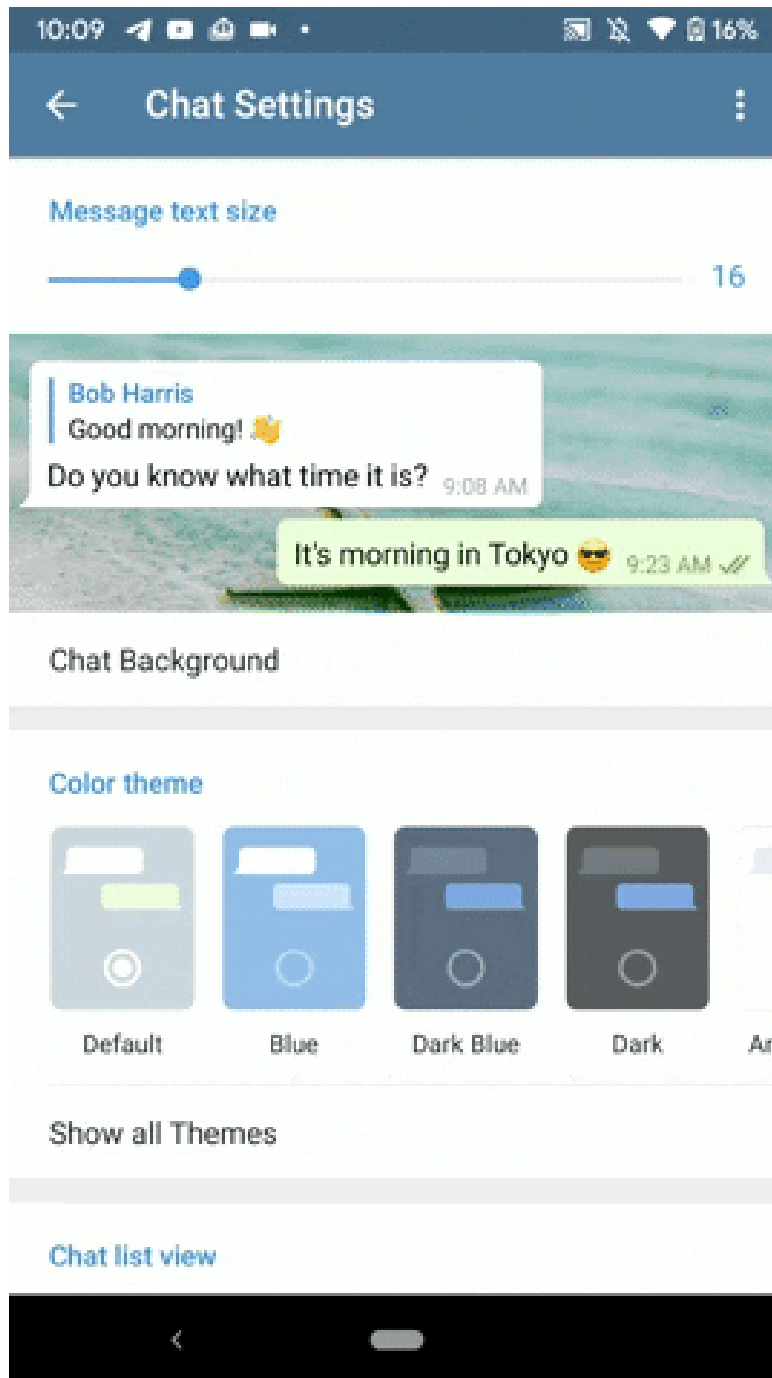 10:09 16%
Chat Settings
Message text size
16
Bob Harris
Good morning! 👋
Do you know what time it is? 9:08 AM
It's morning in Tokyo 😎 9:23 AM
Chat Background
Color theme
Default Blue Dark Blue Dark Ar
Show all Themes
Chat list view